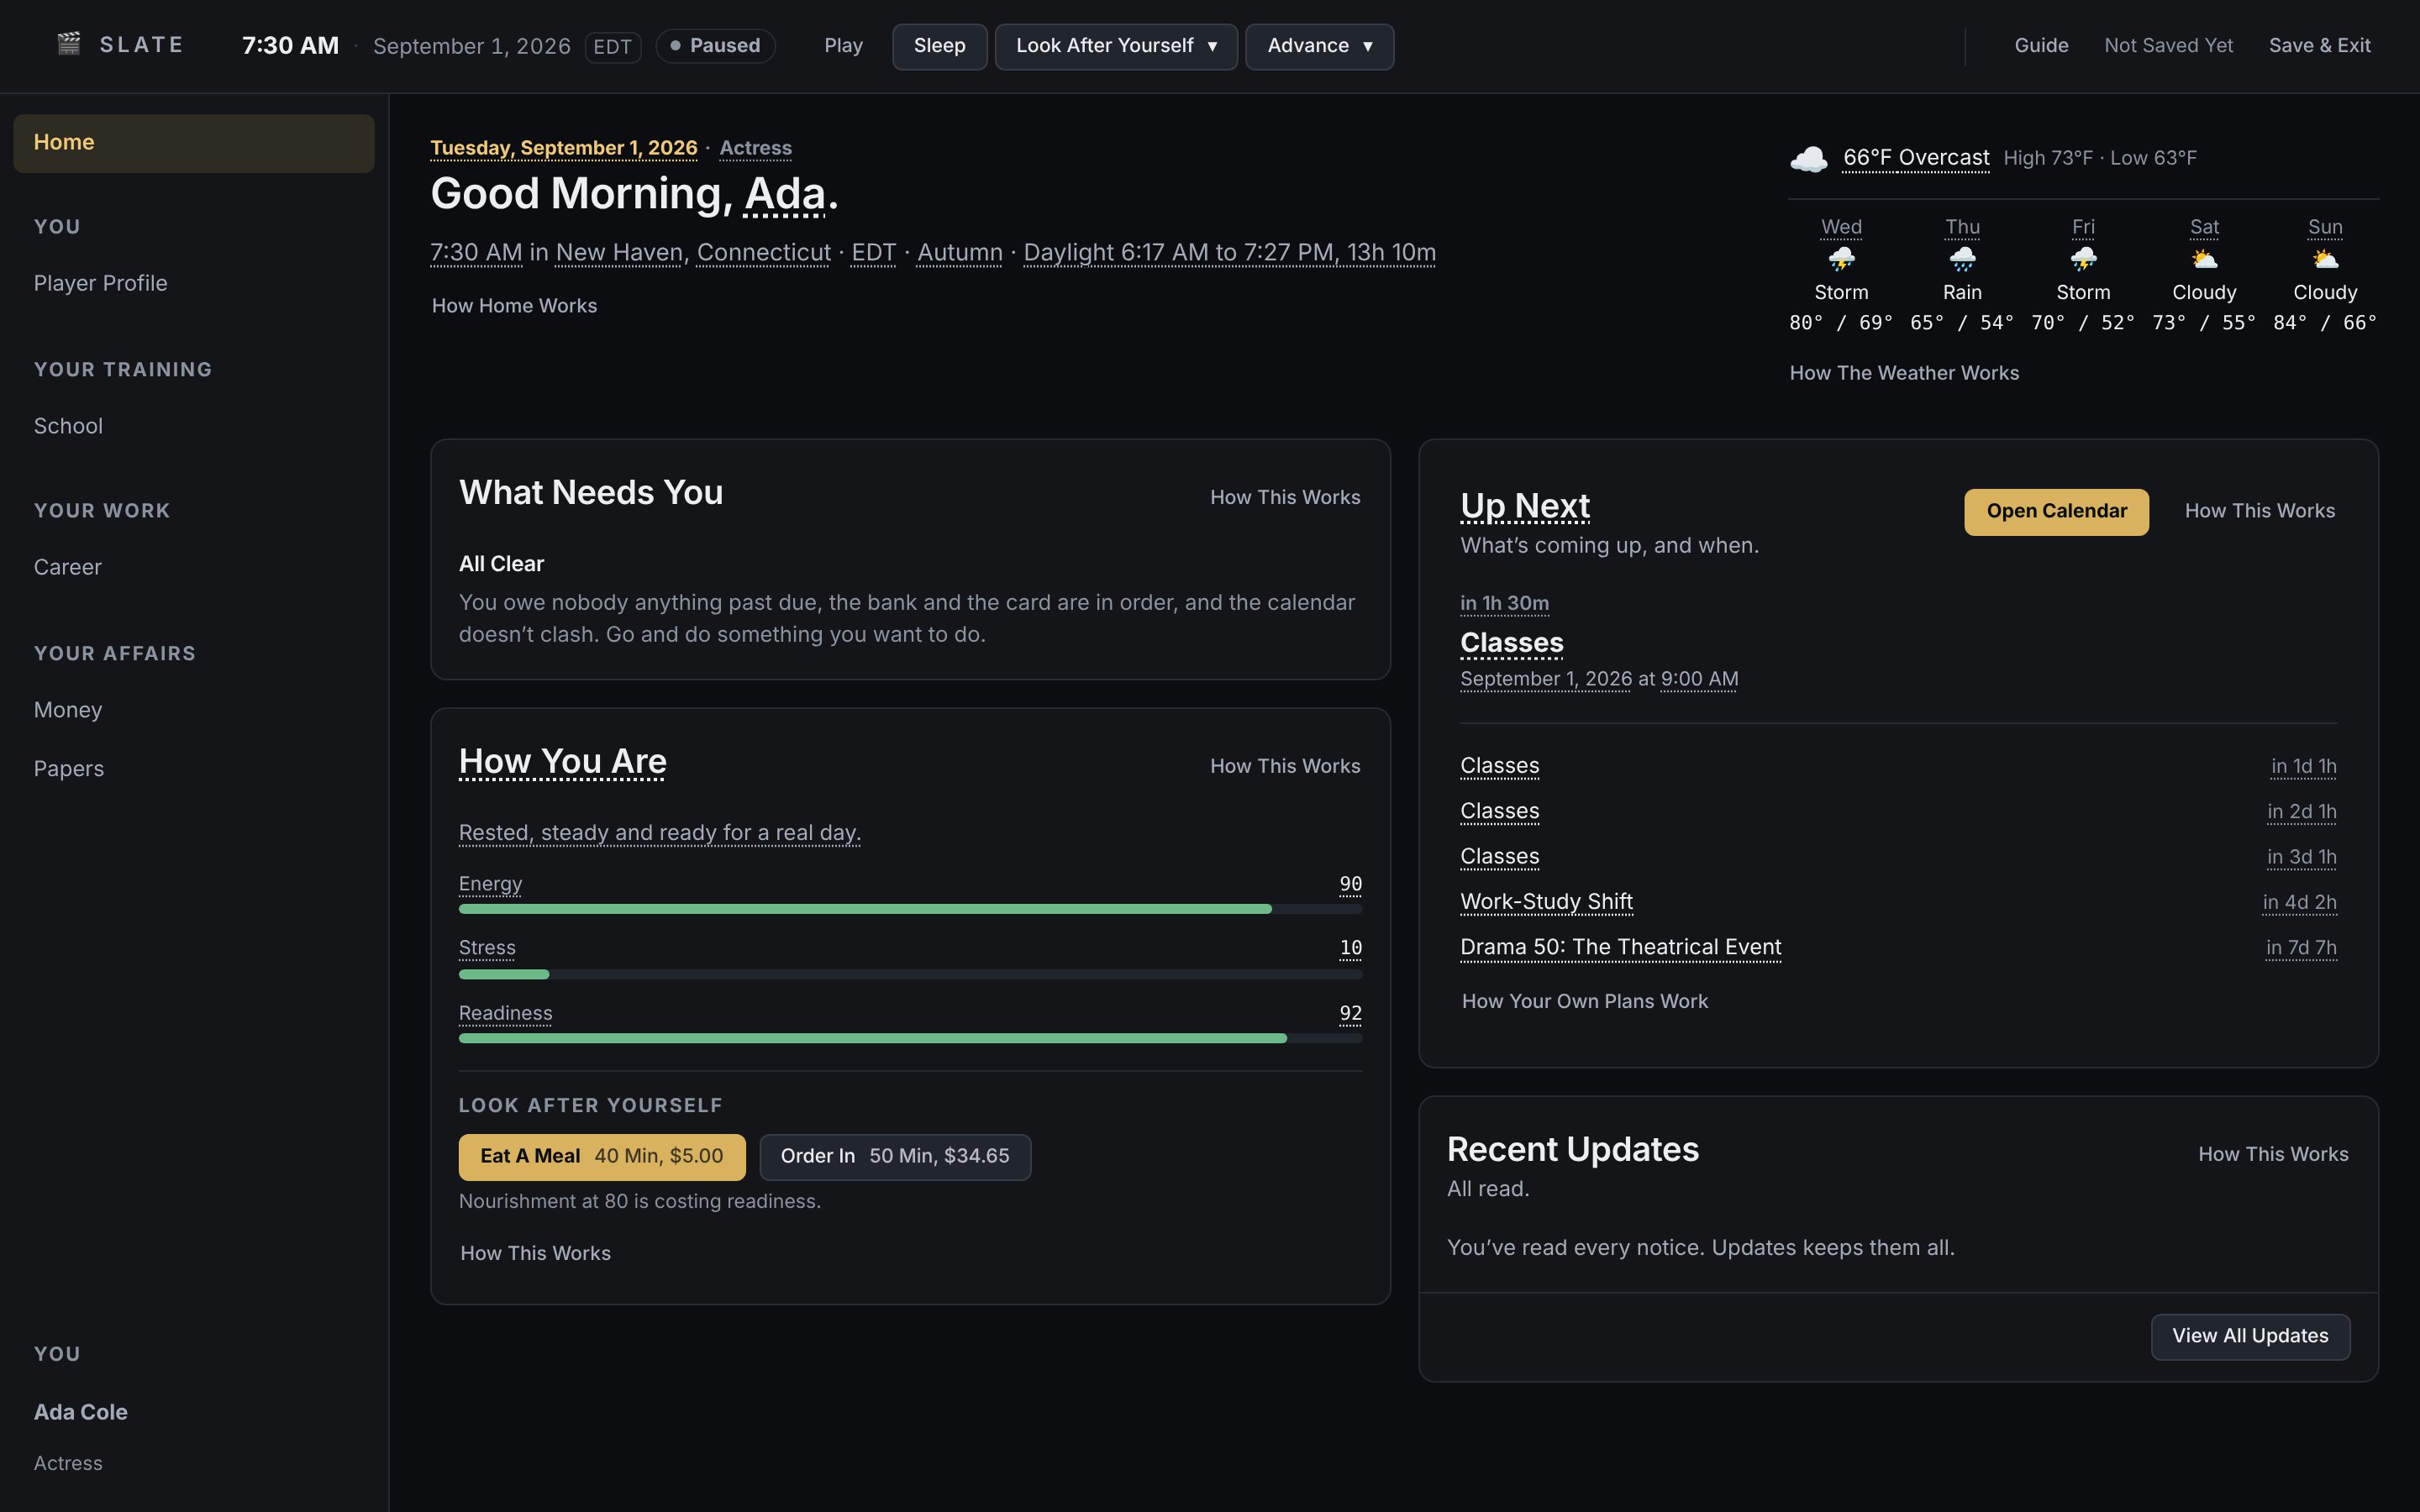 SLATE
7:30 AM · September 1, 2026 EDT Paused
Play
Sleep
Look After Yourself ▾
Advance ▾
Guide
Not Saved Yet
Save & Exit
Home
YOU
Player Profile
YOUR TRAINING
School
YOUR WORK
Career
YOUR AFFAIRS
Money
Papers
YOU
Ada Cole
Actress
Tuesday, September 1, 2026 · Actress
Good Morning, Ada.
7:30 AM in New Haven, Connecticut · EDT · Autumn · Daylight 6:17 AM to 7:27 PM, 13h 10m
How Home Works
66°F Overcast High 73°F · Low 63°F
Wed Thu Fri Sat Sun
Storm Rain Storm Cloudy Cloudy
80° / 69° 65° / 54° 70° / 52° 73° / 55° 84° / 66°
How The Weather Works
What Needs You
How This Works
All Clear
You owe nobody anything past due, the bank and the card are in order, and the calendar
doesn’t clash. Go and do something you want to do.
How You Are
How This Works
Rested, steady and ready for a real day.
Energy 90
Stress 10
Readiness 92
LOOK AFTER YOURSELF
Eat A Meal 40 Min, $5.00
Order In 50 Min, $34.65
Nourishment at 80 is costing readiness.
How This Works
Up Next
Open Calendar
How This Works
What’s coming up, and when.
in 1h 30m
Classes
September 1, 2026 at 9:00 AM
Classes in 1d 1h
Classes in 2d 1h
Classes in 3d 1h
Work-Study Shift in 4d 2h
Drama 50: The Theatrical Event in 7d 7h
How Your Own Plans Work
Recent Updates
How This Works
All read.
You’ve read every notice. Updates keeps them all.
View All Updates